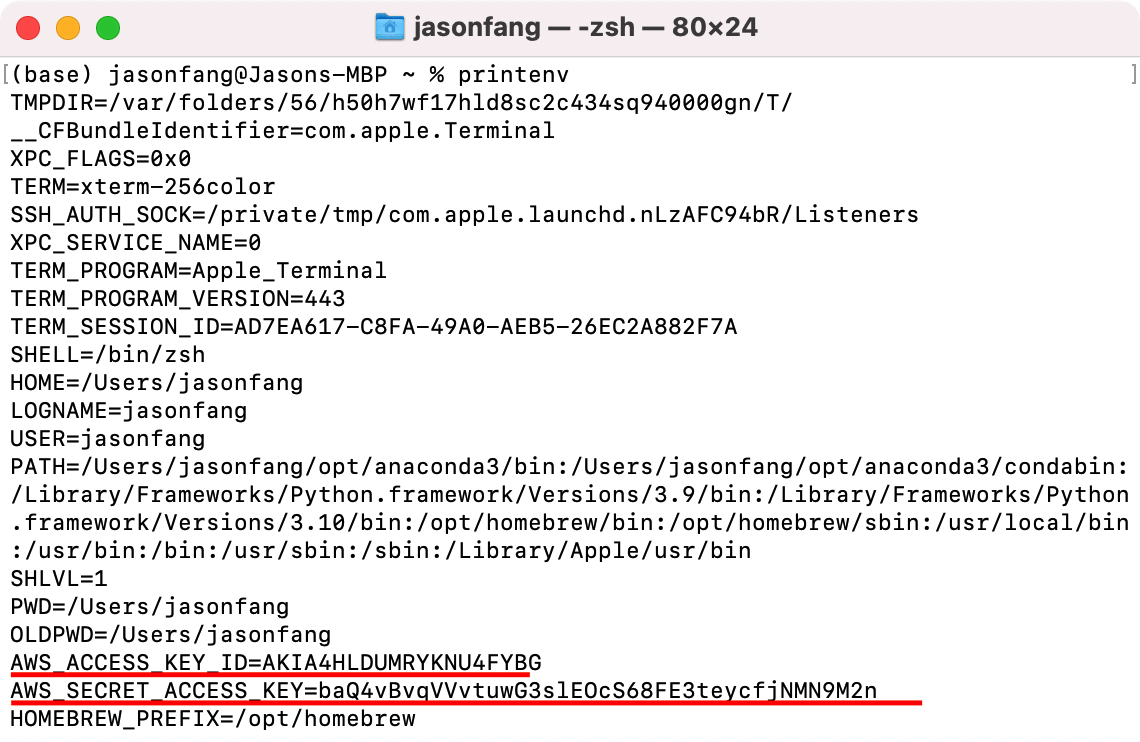 jasonfang — -zsh — 80×24
[(base) jasonfang@Jasons-MBP ~ % printenv ]
TMPDIR=/var/folders/56/h50h7wf17hld8sc2c434sq940000gn/T/
__CFBundleIdentifier=com.apple.Terminal
XPC_FLAGS=0x0
TERM=xterm-256color
SSH_AUTH_SOCK=/private/tmp/com.apple.launchd.nLzAFC94bR/Listeners
XPC_SERVICE_NAME=0
TERM_PROGRAM=Apple_Terminal
TERM_PROGRAM_VERSION=443
TERM_SESSION_ID=AD7EA617-C8FA-49A0-AEB5-26EC2A882F7A
SHELL=/bin/zsh
HOME=/Users/jasonfang
LOGNAME=jasonfang
USER=jasonfang
PATH=/Users/jasonfang/opt/anaconda3/bin:/Users/jasonfang/opt/anaconda3/condabin:
/Library/Frameworks/Python.framework/Versions/3.9/bin:/Library/Frameworks/Python
.framework/Versions/3.10/bin:/opt/homebrew/bin:/opt/homebrew/sbin:/usr/local/bin
:/usr/bin:/bin:/usr/sbin:/sbin:/Library/Apple/usr/bin
SHLVL=1
PWD=/Users/jasonfang
OLDPWD=/Users/jasonfang
AWS_ACCESS_KEY_ID=AKIA4HLDUMRYKNU4FYBG
AWS_SECRET_ACCESS_KEY=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
HOMEBREW_PREFIX=/opt/homebrew